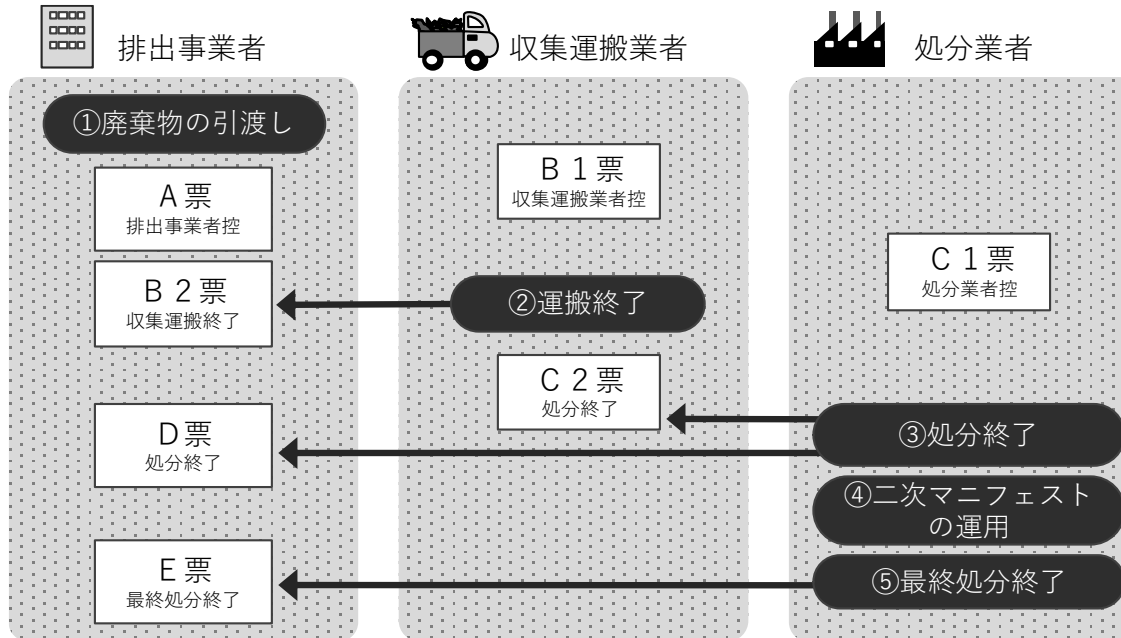 排出事業者
収集運搬業者
処分業者
①廃棄物の引渡し
A票
排出事業者控
B1票
収集運搬業者控
C1票
処分業者控
B2票
収集運搬終了
②運搬終了
C2票
処分終了
D票
処分終了
③処分終了
④二次マニフェスト
の運用
E票
最終処分終了
⑤最終処分終了